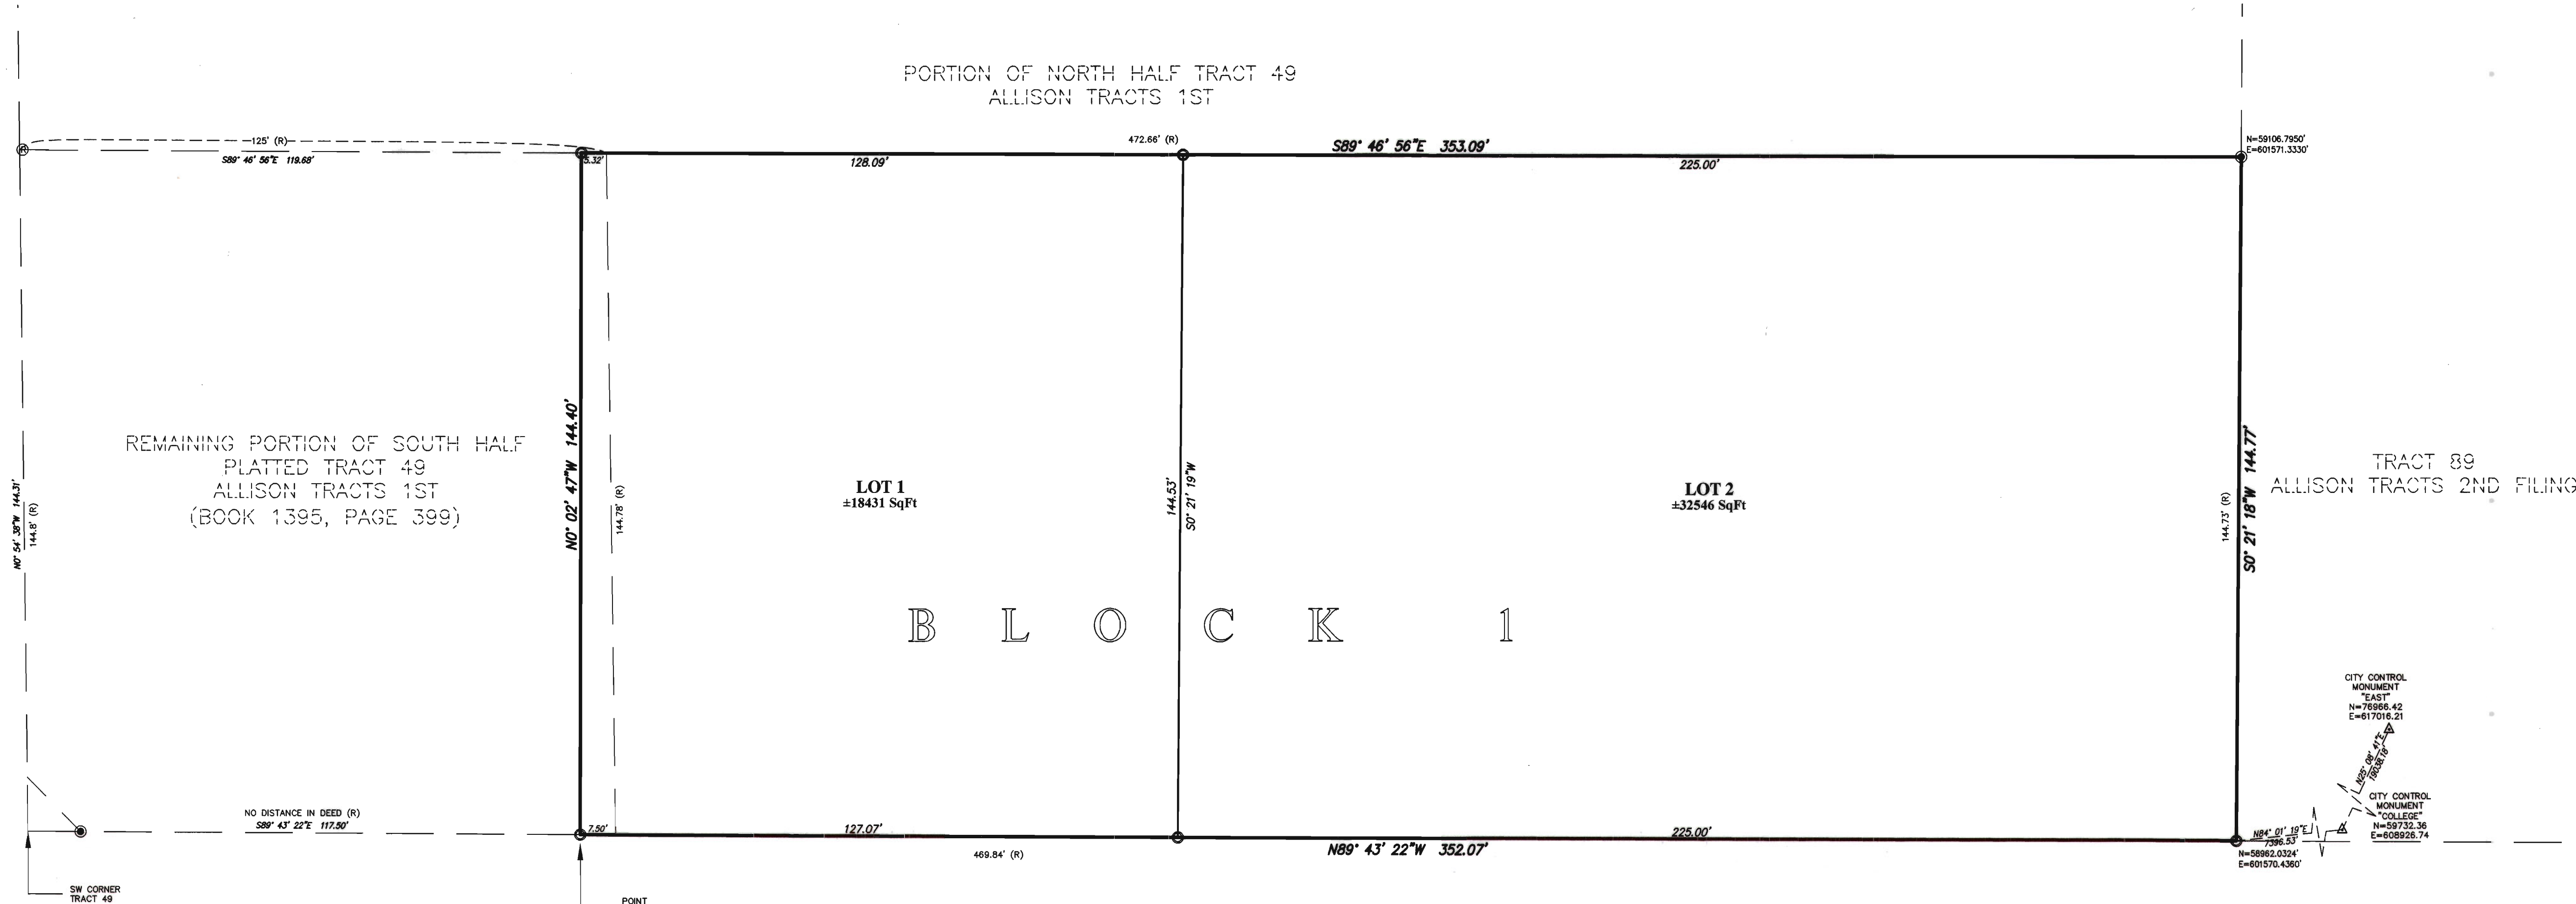 PORTION OF NORTH HALF TRACT 49
ALLISON TRACTS 1ST
125' (R)
S89° 46' 56"E 119.68'
5.32'
128.09'
472.66' (R)
S89° 46' 56"E 353.09'
225.00'
N=59106.7950'
E=601571.3330'
N0° 54' 38"W 144.31'
144.8' (R)
REMAINING PORTION OF SOUTH HALF
PLATTED TRACT 49
ALLISON TRACTS 1ST
(BOOK 1395, PAGE 399)
N0° 02' 47"W 144.40'
144.78' (R)
LOT 1
±18431 SqFt
144.53'
S0° 21' 19"W
LOT 2
±32546 SqFt
144.73' (R)
S0° 21' 18"W 144.77'
TRACT 89
ALLISON TRACTS 2ND FILING
BLOCK 1
CITY CONTROL
MONUMENT
"EAST"
N=76966.42
E=617016.21
N25° 08' 41"E
19038.18'
CITY CONTROL
MONUMENT
"COLLEGE"
N=59732.36
E=608926.74
N84° 01' 19"E
7396.53'
N=58962.0324'
E=601570.4360'
NO DISTANCE IN DEED (R)
S89° 43' 22"E 117.50'
7.50'
127.07'
469.84' (R)
N89° 43' 22"W 352.07'
225.00'
SW CORNER
TRACT 49
POINT